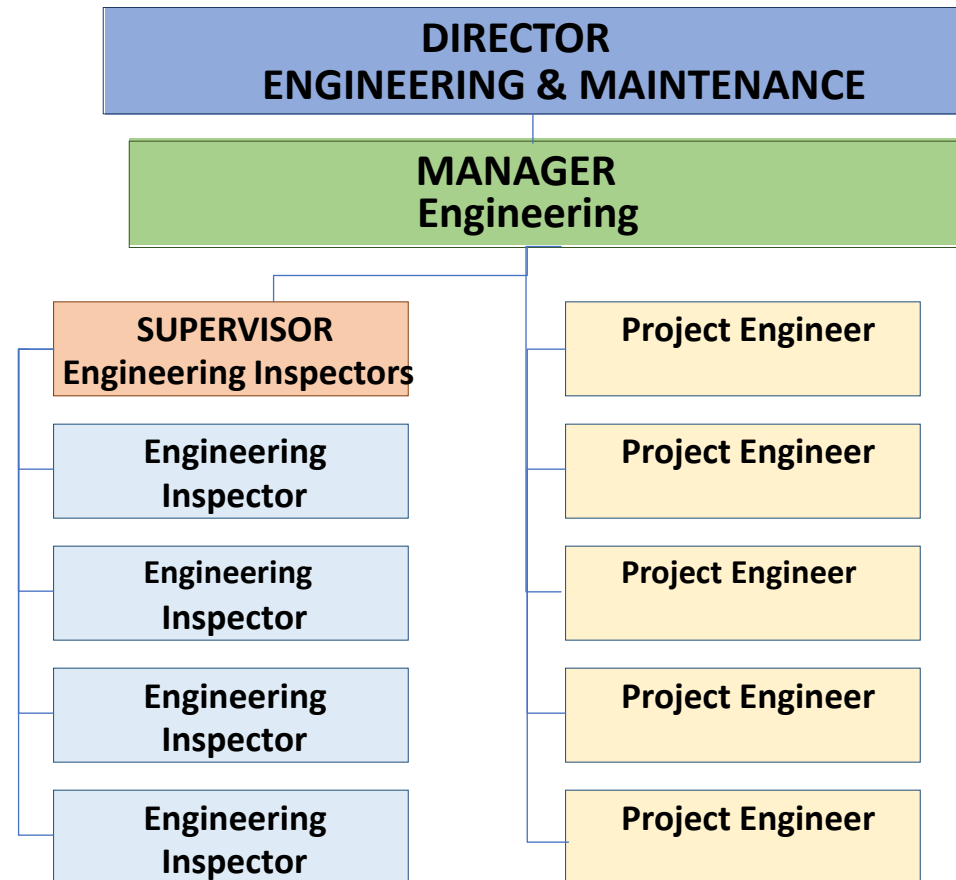 DIRECTOR
ENGINEERING & MAINTENANCE
MANAGER
Engineering
SUPERVISOR
Engineering Inspectors
Engineering
Inspector
Engineering
Inspector
Engineering
Inspector
Engineering
Inspector
Project Engineer
Project Engineer
Project Engineer
Project Engineer
Project Engineer